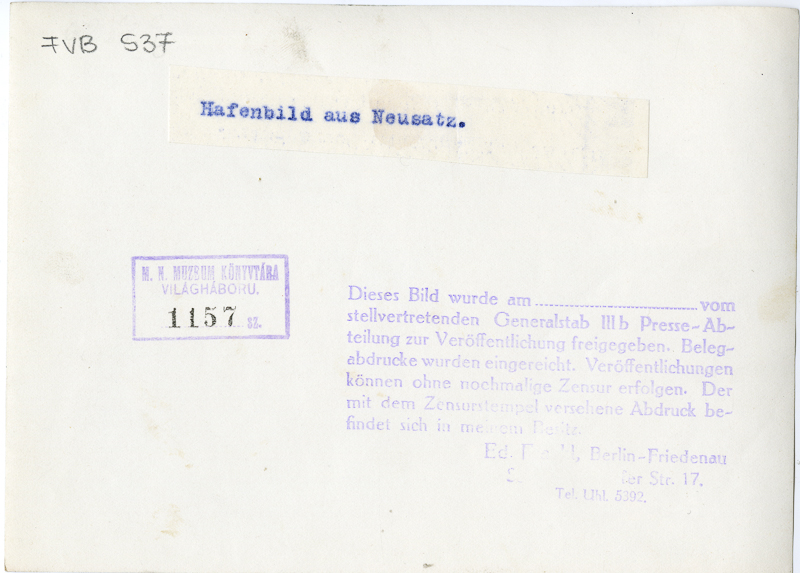 FVB 537
Hafenbild aus Neusatz.
M. N. MUZEUM KÖNYVTÁRA
VILÁGHÁBORU.
1157 sz.
Dieses Bild wurde am vom
stellvertretenden Generalstab III b Presse-Ab-
teilung zur Veröffentlichung freigegeben. Beleg-
abdrucke wurden eingereicht. Veröffentlichungen
können ohne nochmalige Zensur erfolgen. Der
mit dem Zensurstempel versehene Abdruck be-
findet sich in meinem Besitz.
Ed. Berlin-Friedenau
Str. 17.
Tel. Uhl. 5392.